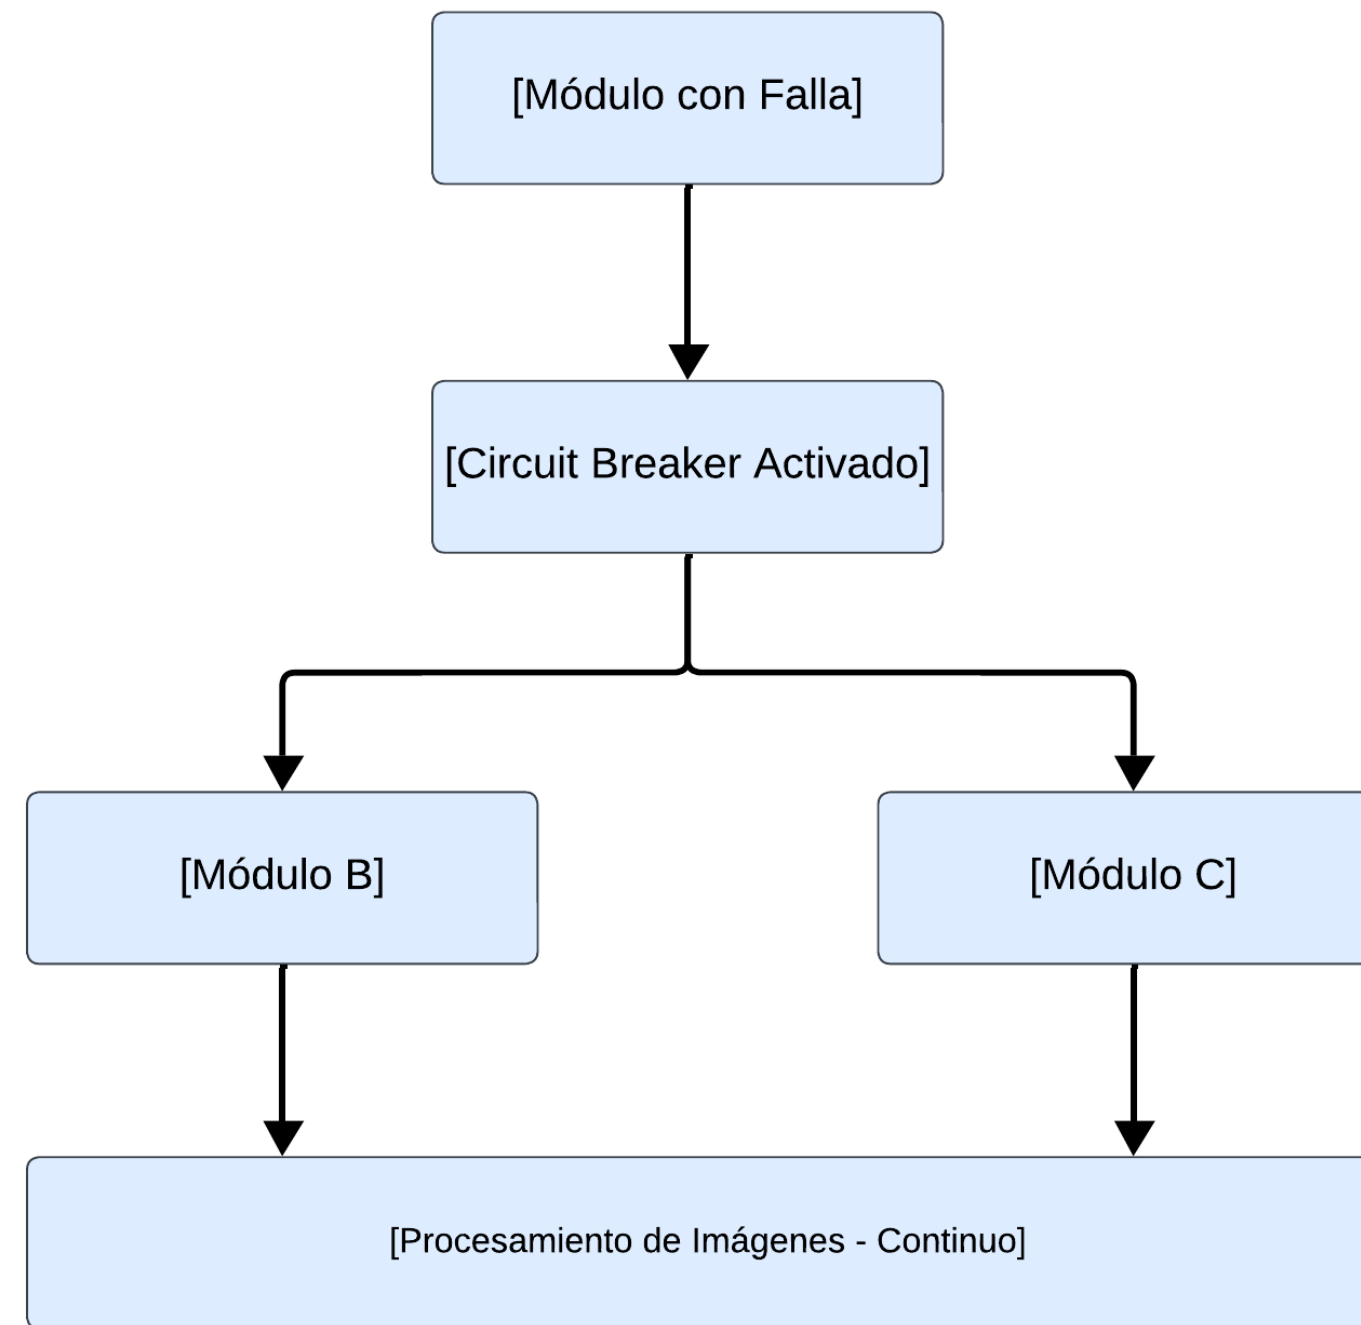 [Módulo con Falla]
[Circuit Breaker Activado]
[Módulo B]
[Módulo C]
[Procesamiento de Imágenes - Continuo]